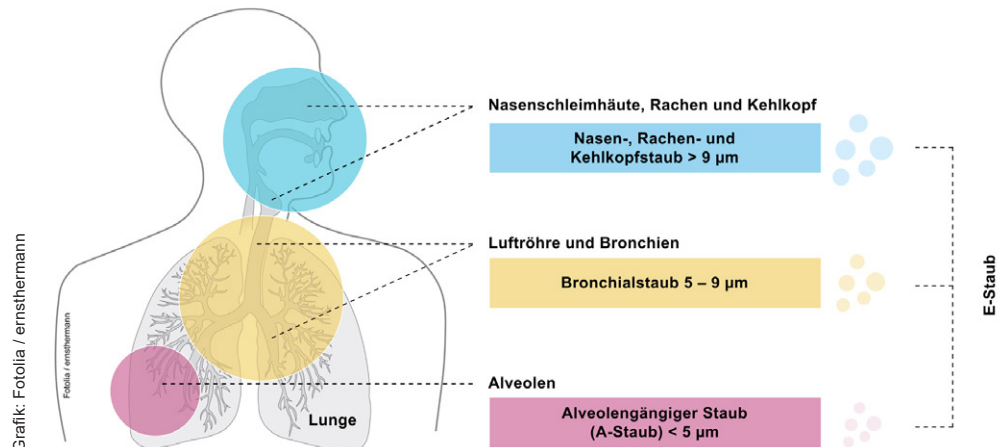 Nasenschleimhäute, Rachen und Kehlkopf
Nasen-, Rachen- und
Kehlkopfstaub > 9 µm
Luftröhre und Bronchien
Bronchialstaub 5 – 9 µm
Alveolen
Alveolengängiger Staub
(A-Staub) < 5 µm
E-Staub
Lunge
Fotolia / ernsthermann
Grafik: Fotolia / ernsthermann